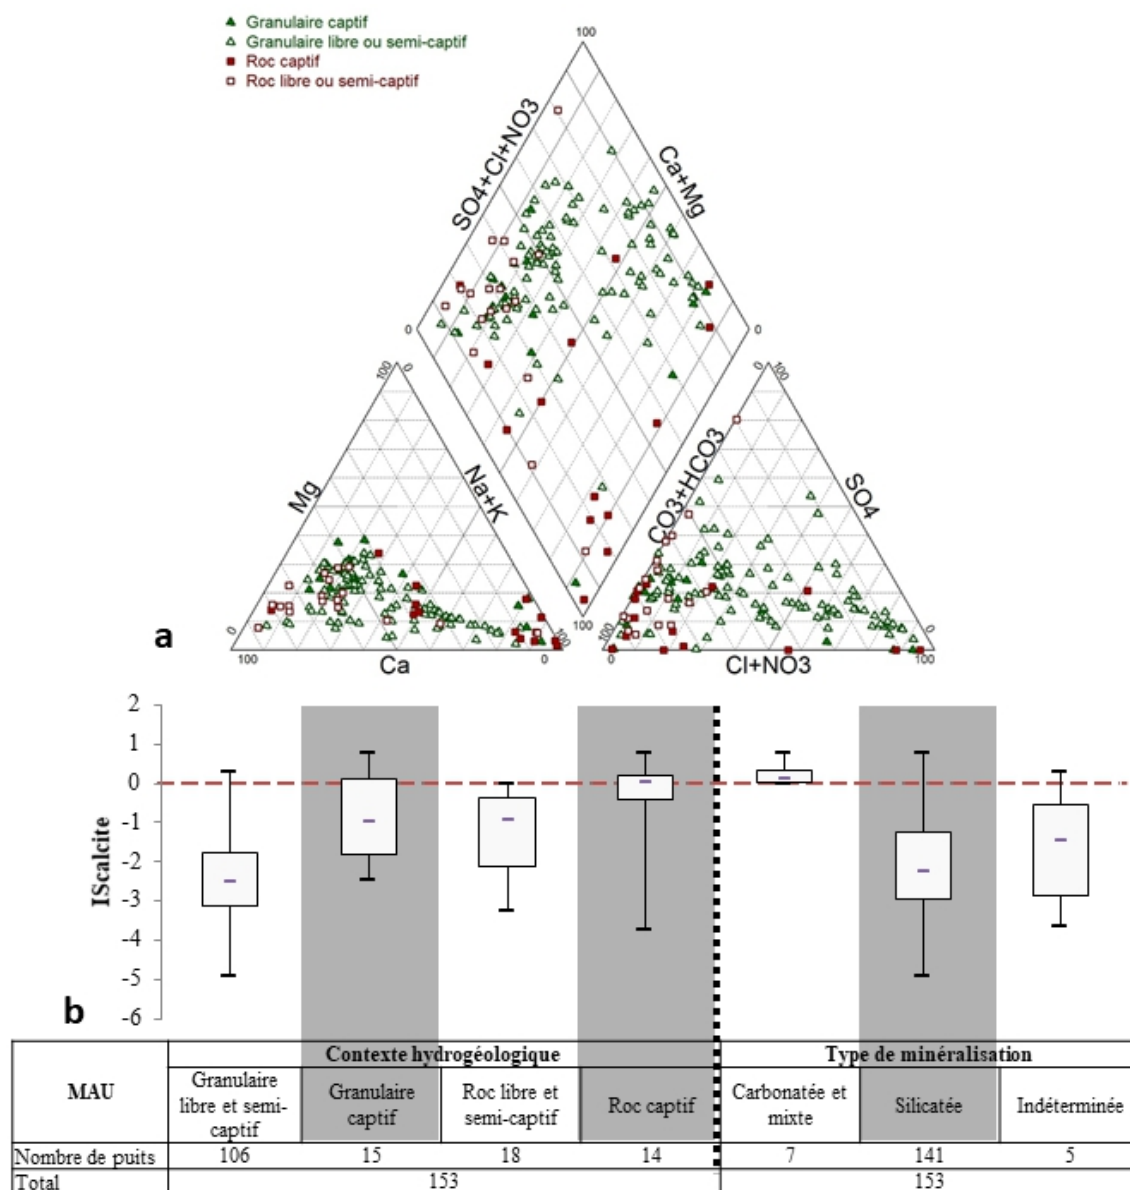 Granulaire captif
Granulaire libre ou semi-captif
Roc captif
Roc libre ou semi-captif
100
SO4+Cl+NO3
Ca+Mg
0
0
100
0
100
0
Mg
Na+K
CO3+HCO3
SO4
100
0
100
100
0
a
0
100
Ca
0
100
0
Cl+NO3
100
2
1
0
-1
-2
-3
-4
-5
-6
IScalcite
b
MAU
Contexte hydrogéologique
Type de minéralisation
Granulaire libre et semi-captif
Granulaire captif
Roc libre et semi-captif
Roc captif
Carbonatée et mixte
Silicatée
Indéterminée
Nombre de puits
106
15
18
14
7
141
5
Total
153
153